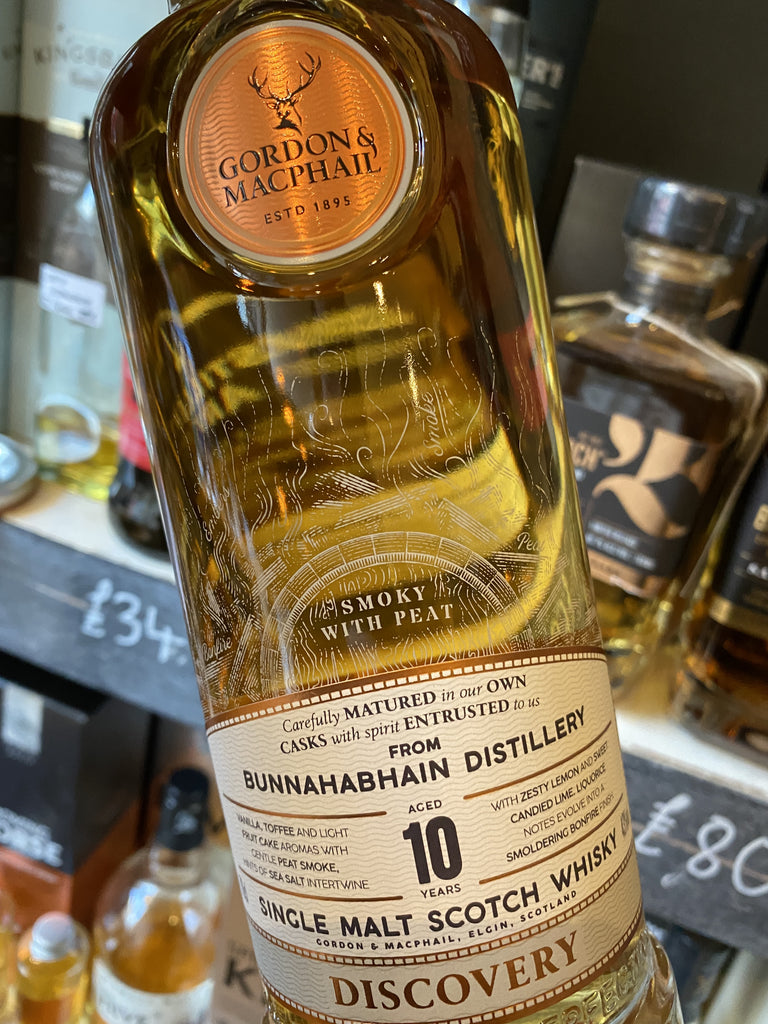 GORDON &
MACPHAIL
ESTD 1895
Smoke
SMOKY
WITH PEAT
Carefully MATURED in our OWN
CASKS with spirit ENTRUSTED to us
FROM
BUNNAHABHAIN DISTILLERY
VANILLA, TOFFEE AND LIGHT
FRUIT CAKE AROMAS WITH
GENTLE PEAT SMOKE,
HINTS OF SEA SALT INTERTWINE
AGED
10
YEARS
WITH ZESTY LEMON AND SWEET
CANDIED LIME. LIQUORICE
NOTES EVOLVE INTO A
SMOLDERING BONFIRE FINISH
SINGLE MALT SCOTCH WHISKY
GORDON & MACPHAIL, ELGIN, SCOTLAND
DISCOVERY
£34.
£80